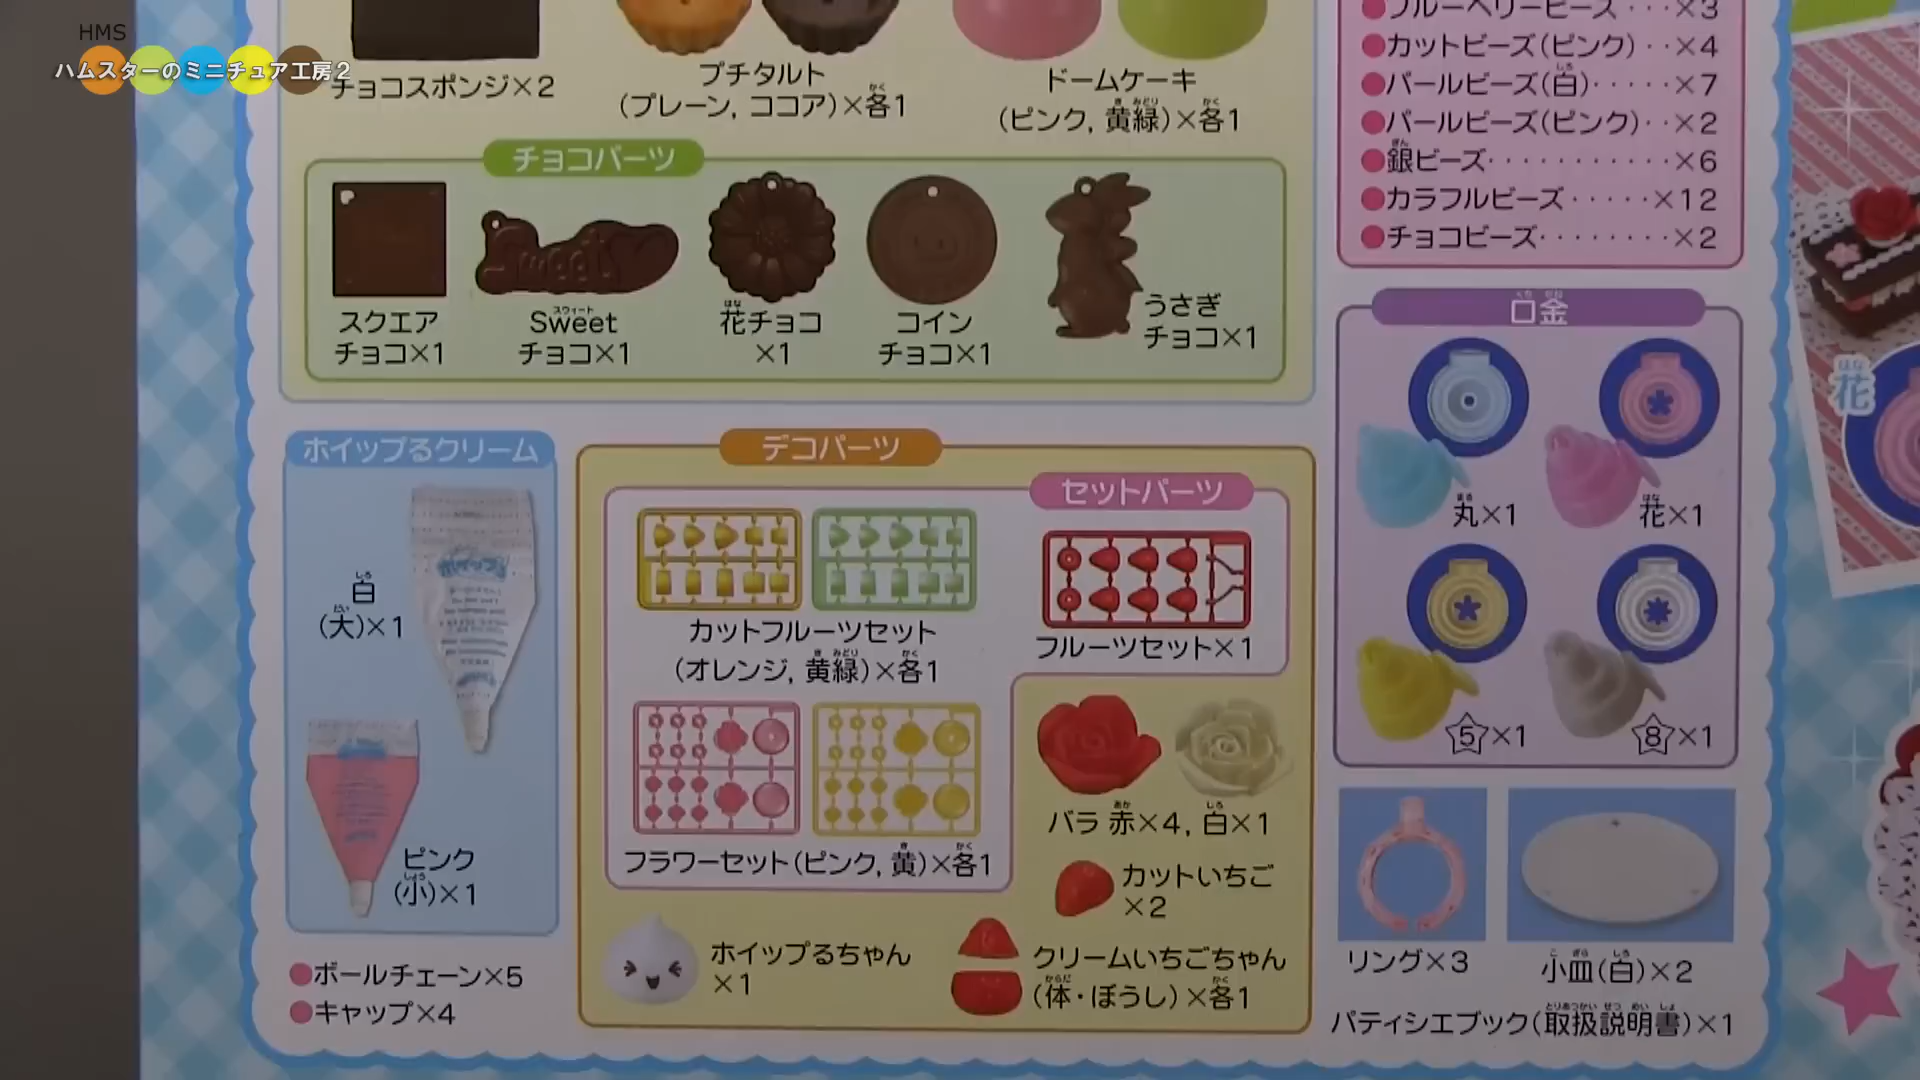 HMS
ハムスターのミニチュア工房2
チョコスポンジ×2
プチタルト
(プレーン, ココア)×各1
ドームケーキ
(ピンク, 黄緑)×各1
チョコパーツ
スクエア
チョコ×1
Sweet
チョコ×1
花チョコ
×1
コイン
チョコ×1
うさぎ
チョコ×1
ブルーベリービーズ・・・×3
カットビーズ(ピンク)・・×4
パールビーズ(白)・・・・・×7
パールビーズ(ピンク)・・×2
銀ビーズ・・・・・・・・・・・×6
カラフルビーズ・・・・・×12
チョコビーズ・・・・・・・・×2
ホイップるクリーム
白
(大)×1
ピンク
(小)×1
ボールチェーン×5
キャップ×4
デコパーツ
セットパーツ
カットフルーツセット
(オレンジ, 黄緑)×各1
フルーツセット×1
フラワーセット(ピンク, 黄)×各1
バラ 赤×4, 白×1
カットいちご
×2
ホイップるちゃん
×1
クリームいちごちゃん
(体・ぼうし)×各1
口金
丸×1
花×1
5×1
8×1
リング×3
小皿(白)×2
パティシエブック(取扱説明書)×1
花